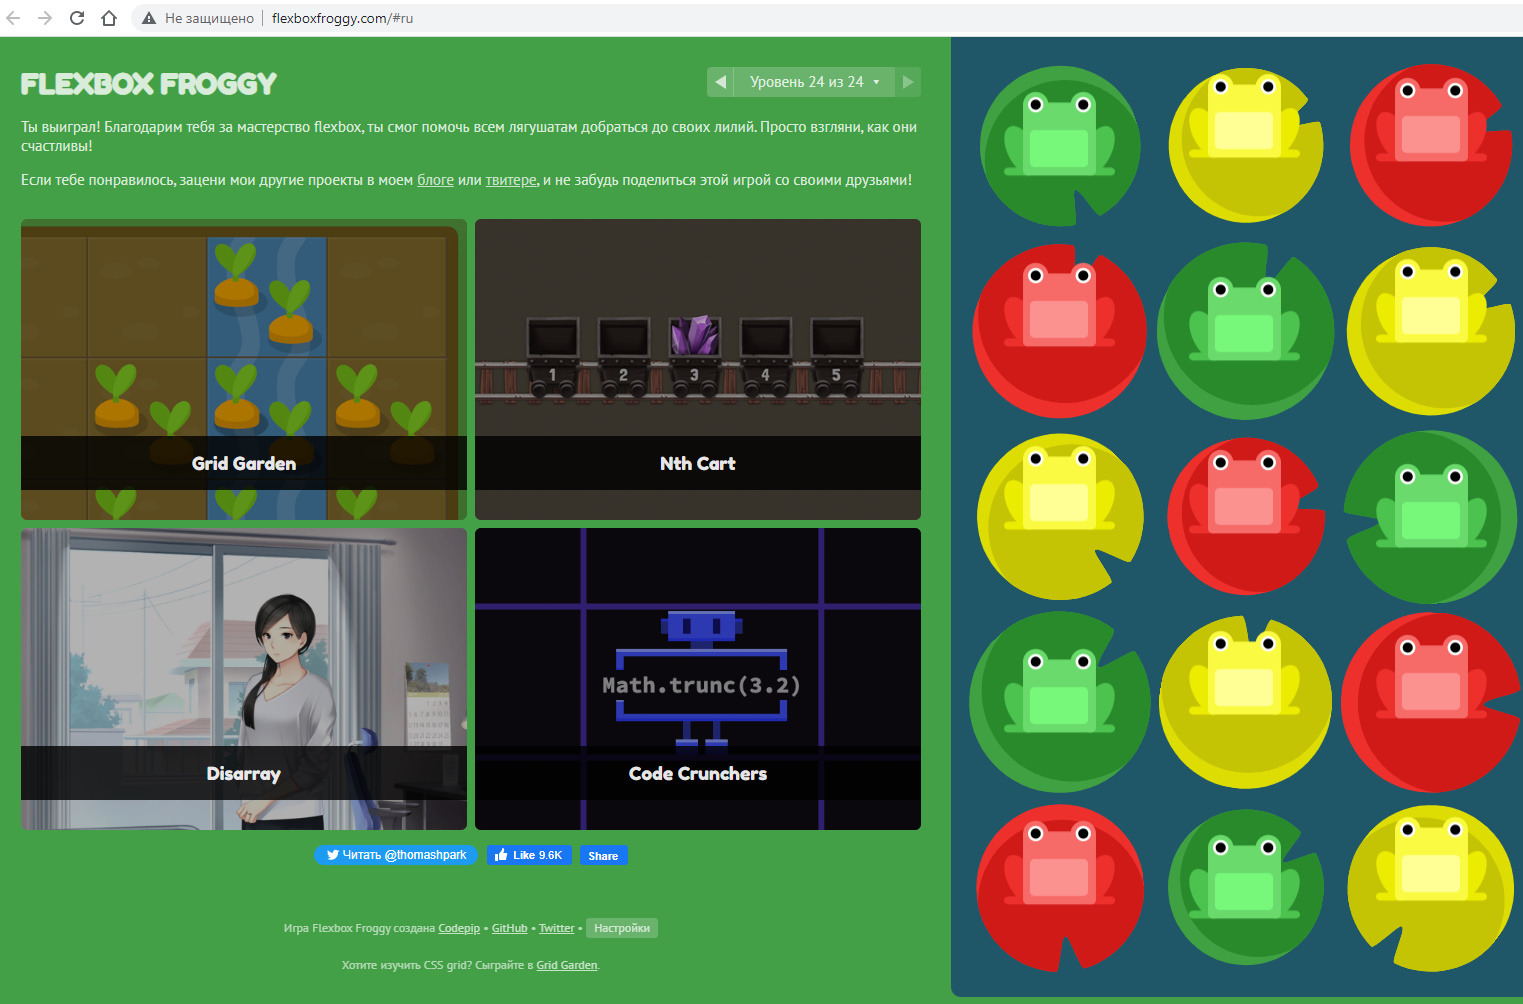 Не защищено
flexboxfroggy.com/#ru
FLEXBOX FROGGY
Уровень 24 из 24
Ты выиграл! Благодарим тебя за мастерство flexbox, ты смог помочь всем лягушатам добраться до своих лилий. Просто взгляни, как они
счастливы!
Если тебе понравилось, зацени мои другие проекты в моем блоге или твитере, и не забудь поделиться этой игрой со своими друзьями!
1 2 3 4 5
Grid Garden
Nth Cart
Math.trunc(3.2)
Disarray
Code Crunchers
Читать @thomashpark
Like 9.6K
Share
Игра Flexbox Froggy создана Codepip • GitHub • Twitter • Настройки
Хотите изучить CSS grid? Сыграйте в Grid Garden.